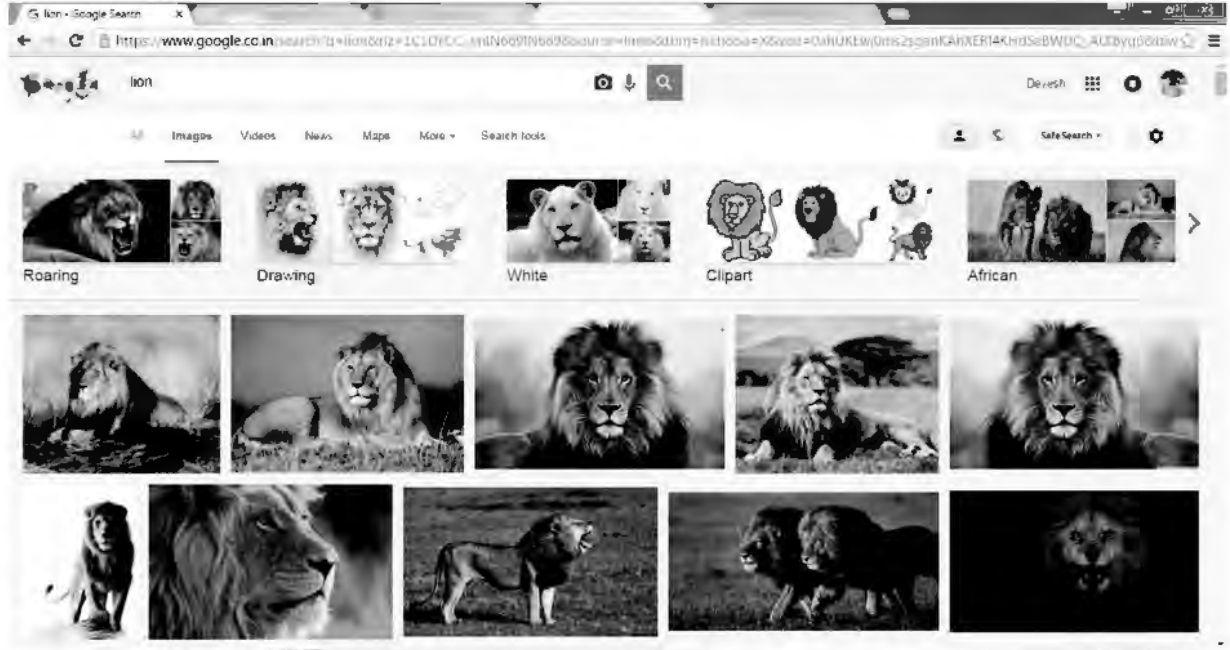 lion - Google Search
https://www.google.co.in
lion
Devesh
All Images Videos News Maps More Search tools
SafeSearch
Roaring Drawing White Clipart African